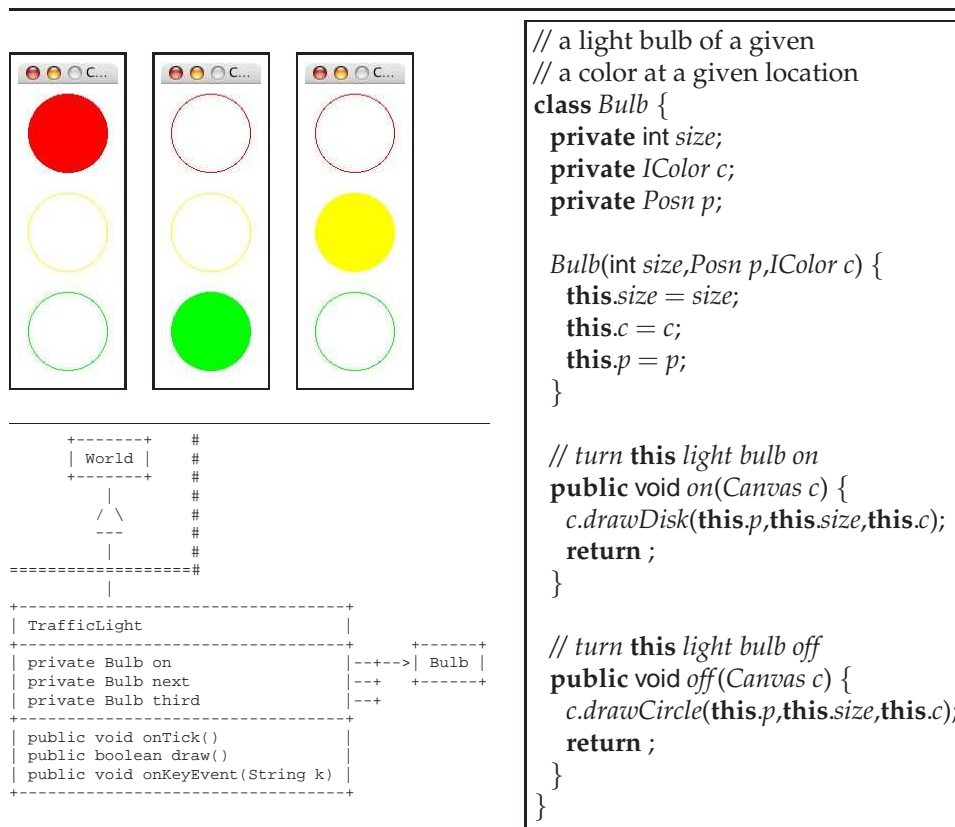 C... C... C...
+-------+     #
| World |     #
+-------+     #
    |         #
   / \        #
   ---        #
    |         #
===================#
    |
+----------------------------------+
| TrafficLight                     |
+----------------------------------+      +------+
| private Bulb on                  |--+-->| Bulb |
| private Bulb next                |--+   +------+
| private Bulb third               |--+
+----------------------------------+
| public void onTick()             |
| public boolean draw()            |
| public void onKeyEvent(String k) |
+----------------------------------+
// a light bulb of a given
// a color at a given location
class Bulb {
private int size;
private IColor c;
private Posn p;
Bulb(int size,Posn p,IColor c) {
this.size = size;
this.c = c;
this.p = p;
}
// turn this light bulb on
public void on(Canvas c) {
c.drawDisk(this.p,this.size,this.c);
return ;
}
// turn this light bulb off
public void off(Canvas c) {
c.drawCircle(this.p,this.size,this.c);
return ;
}
}